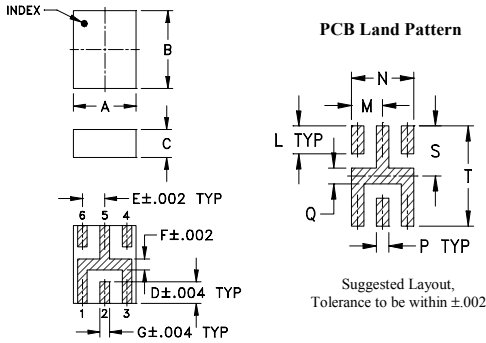 INDEX
B
A
C
E±.002 TYP
6 5 4
F±.002
D±.004 TYP
1 2 3
G±.004 TYP
PCB Land Pattern
N
M
L TYP
S
T
Q
P TYP
Suggested Layout,
Tolerance to be within ±.002